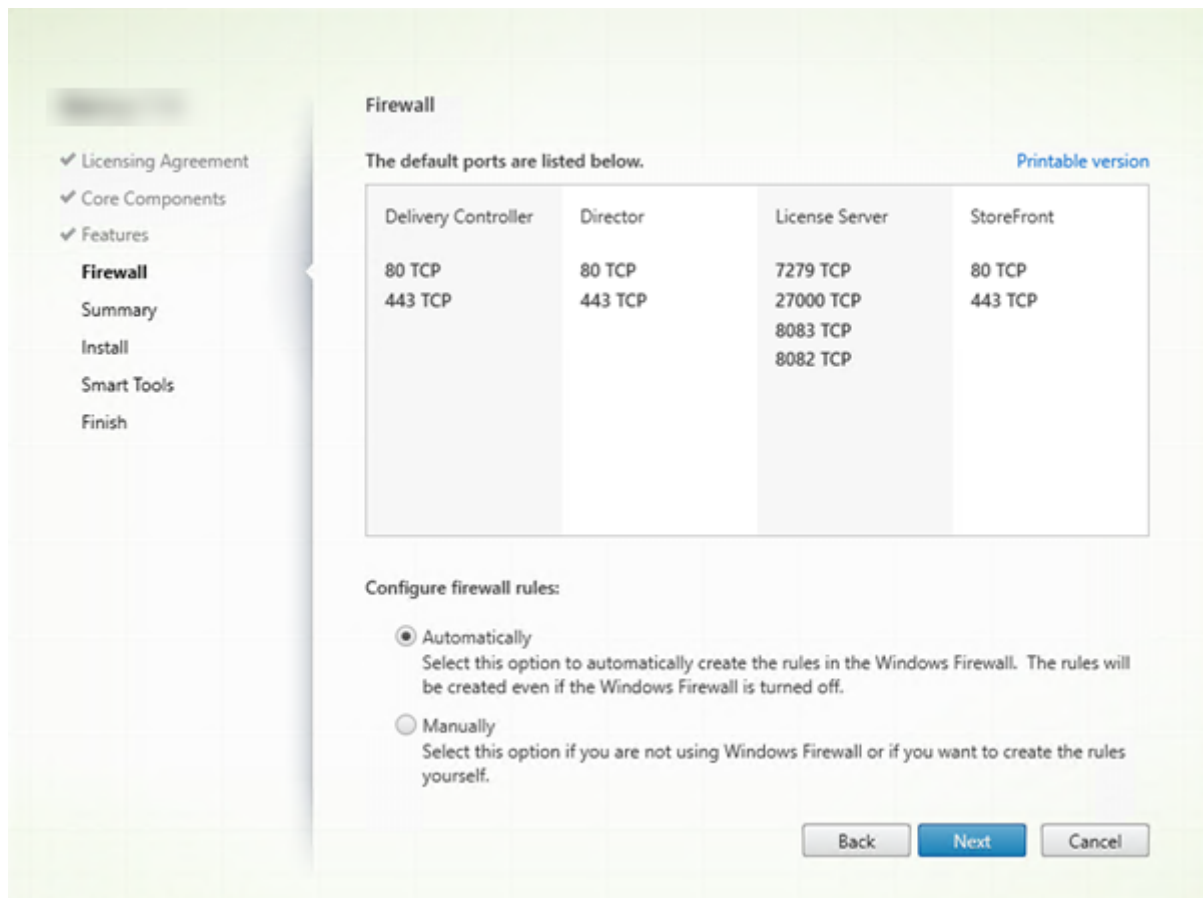 Firewall
Licensing Agreement
Core Components
Features
Firewall
Summary
Install
Smart Tools
Finish
The default ports are listed below.
Printable version
Delivery Controller
80 TCP
443 TCP
Director
80 TCP
443 TCP
License Server
7279 TCP
27000 TCP
8083 TCP
8082 TCP
StoreFront
80 TCP
443 TCP
Configure firewall rules:
Automatically
Select this option to automatically create the rules in the Windows Firewall. The rules will
be created even if the Windows Firewall is turned off.
Manually
Select this option if you are not using Windows Firewall or if you want to create the rules
yourself.
Back
Next
Cancel